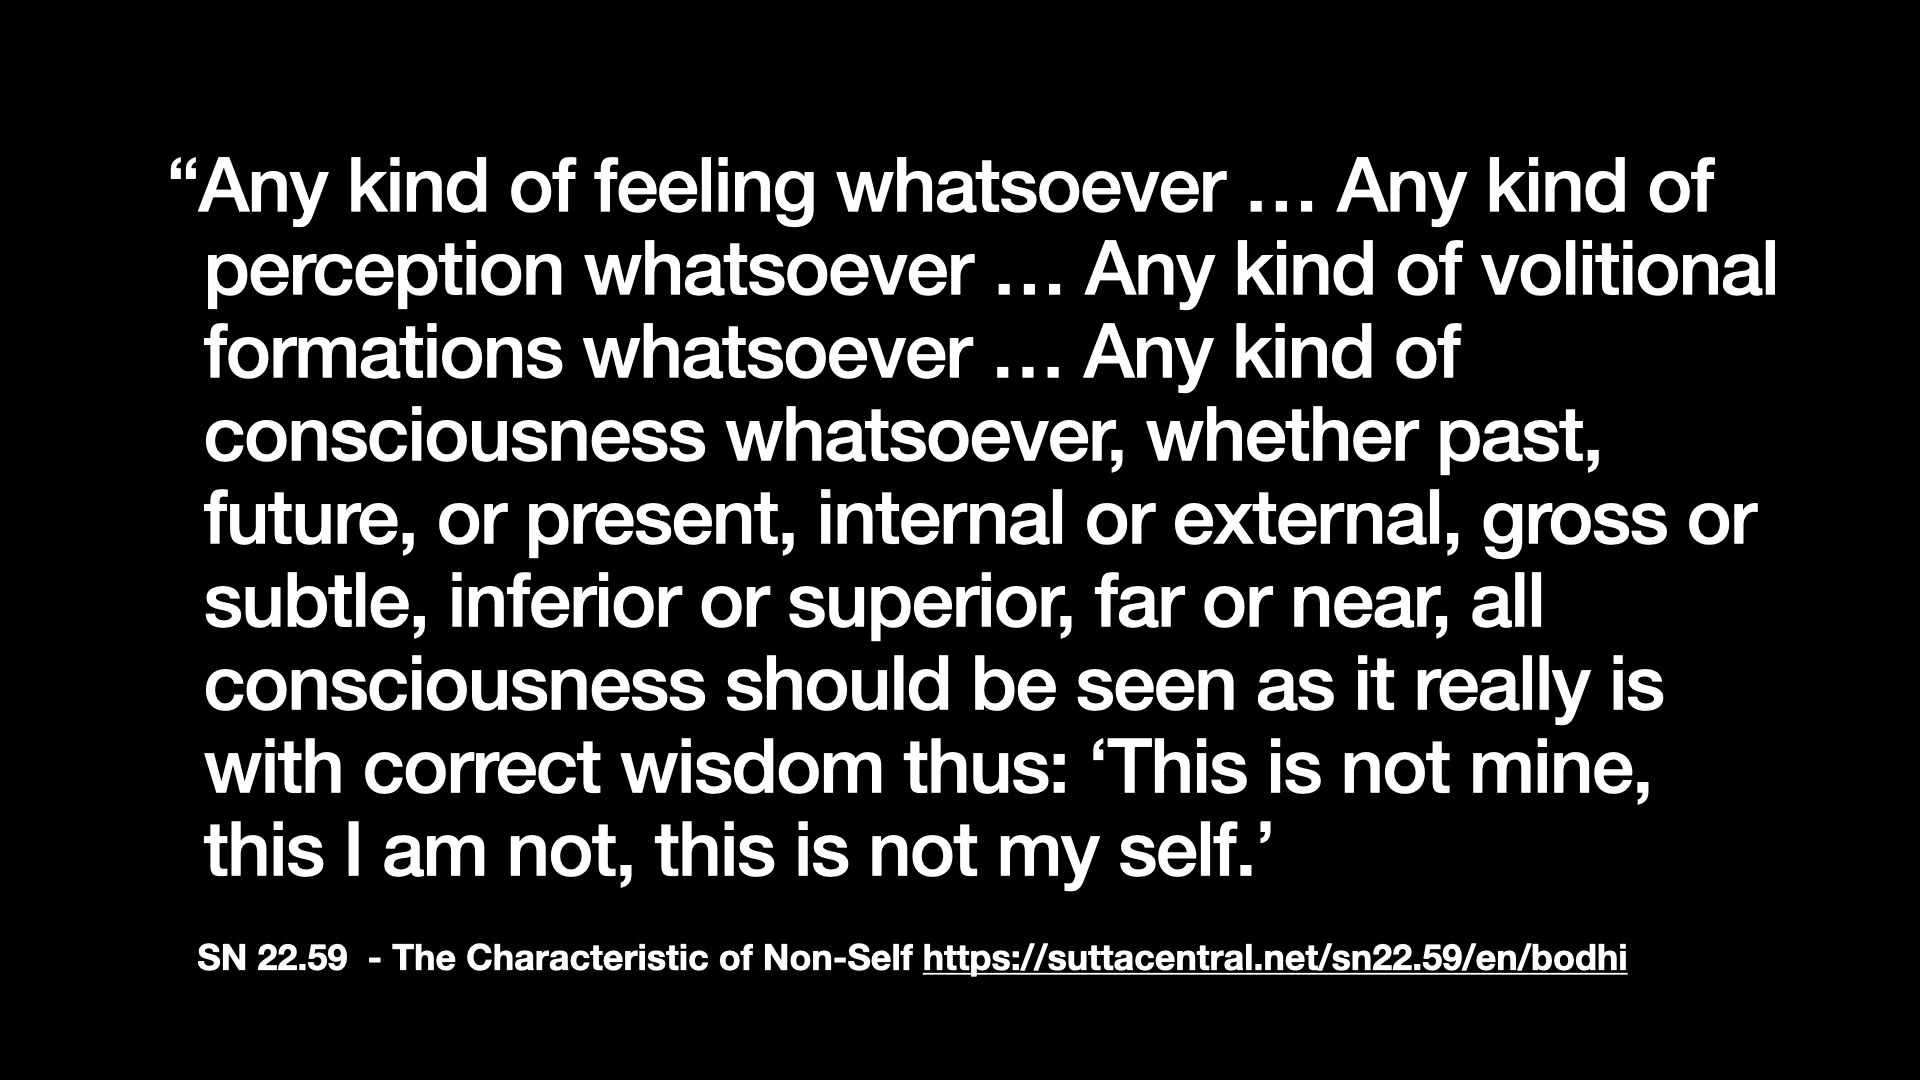 “Any kind of feeling whatsoever … Any kind of
perception whatsoever … Any kind of volitional
formations whatsoever … Any kind of
consciousness whatsoever, whether past,
future, or present, internal or external, gross or
subtle, inferior or superior, far or near, all
consciousness should be seen as it really is
with correct wisdom thus: ‘This is not mine,
this I am not, this is not my self.’
SN 22.59  - The Characteristic of Non-Self https://suttacentral.net/sn22.59/en/bodhi